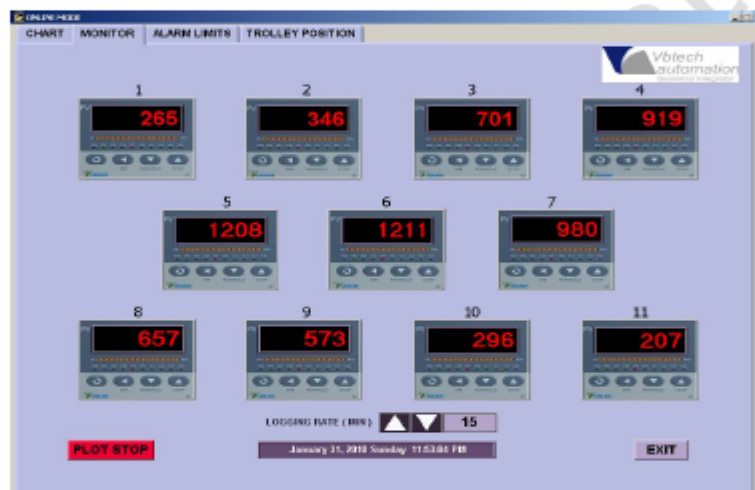 ONLINE MODE
CHART MONITOR ALARM LIMITS TROLLEY POSITION
Vbtech
automation
1 2 3 4
265 346 701 919
5 6 7
1208 1211 980
8 9 10 11
657 573 296 207
LOGGING RATE ( MIN ) 15
PLOT STOP January 31, 2010 Sunday 11:53:04 PM EXIT